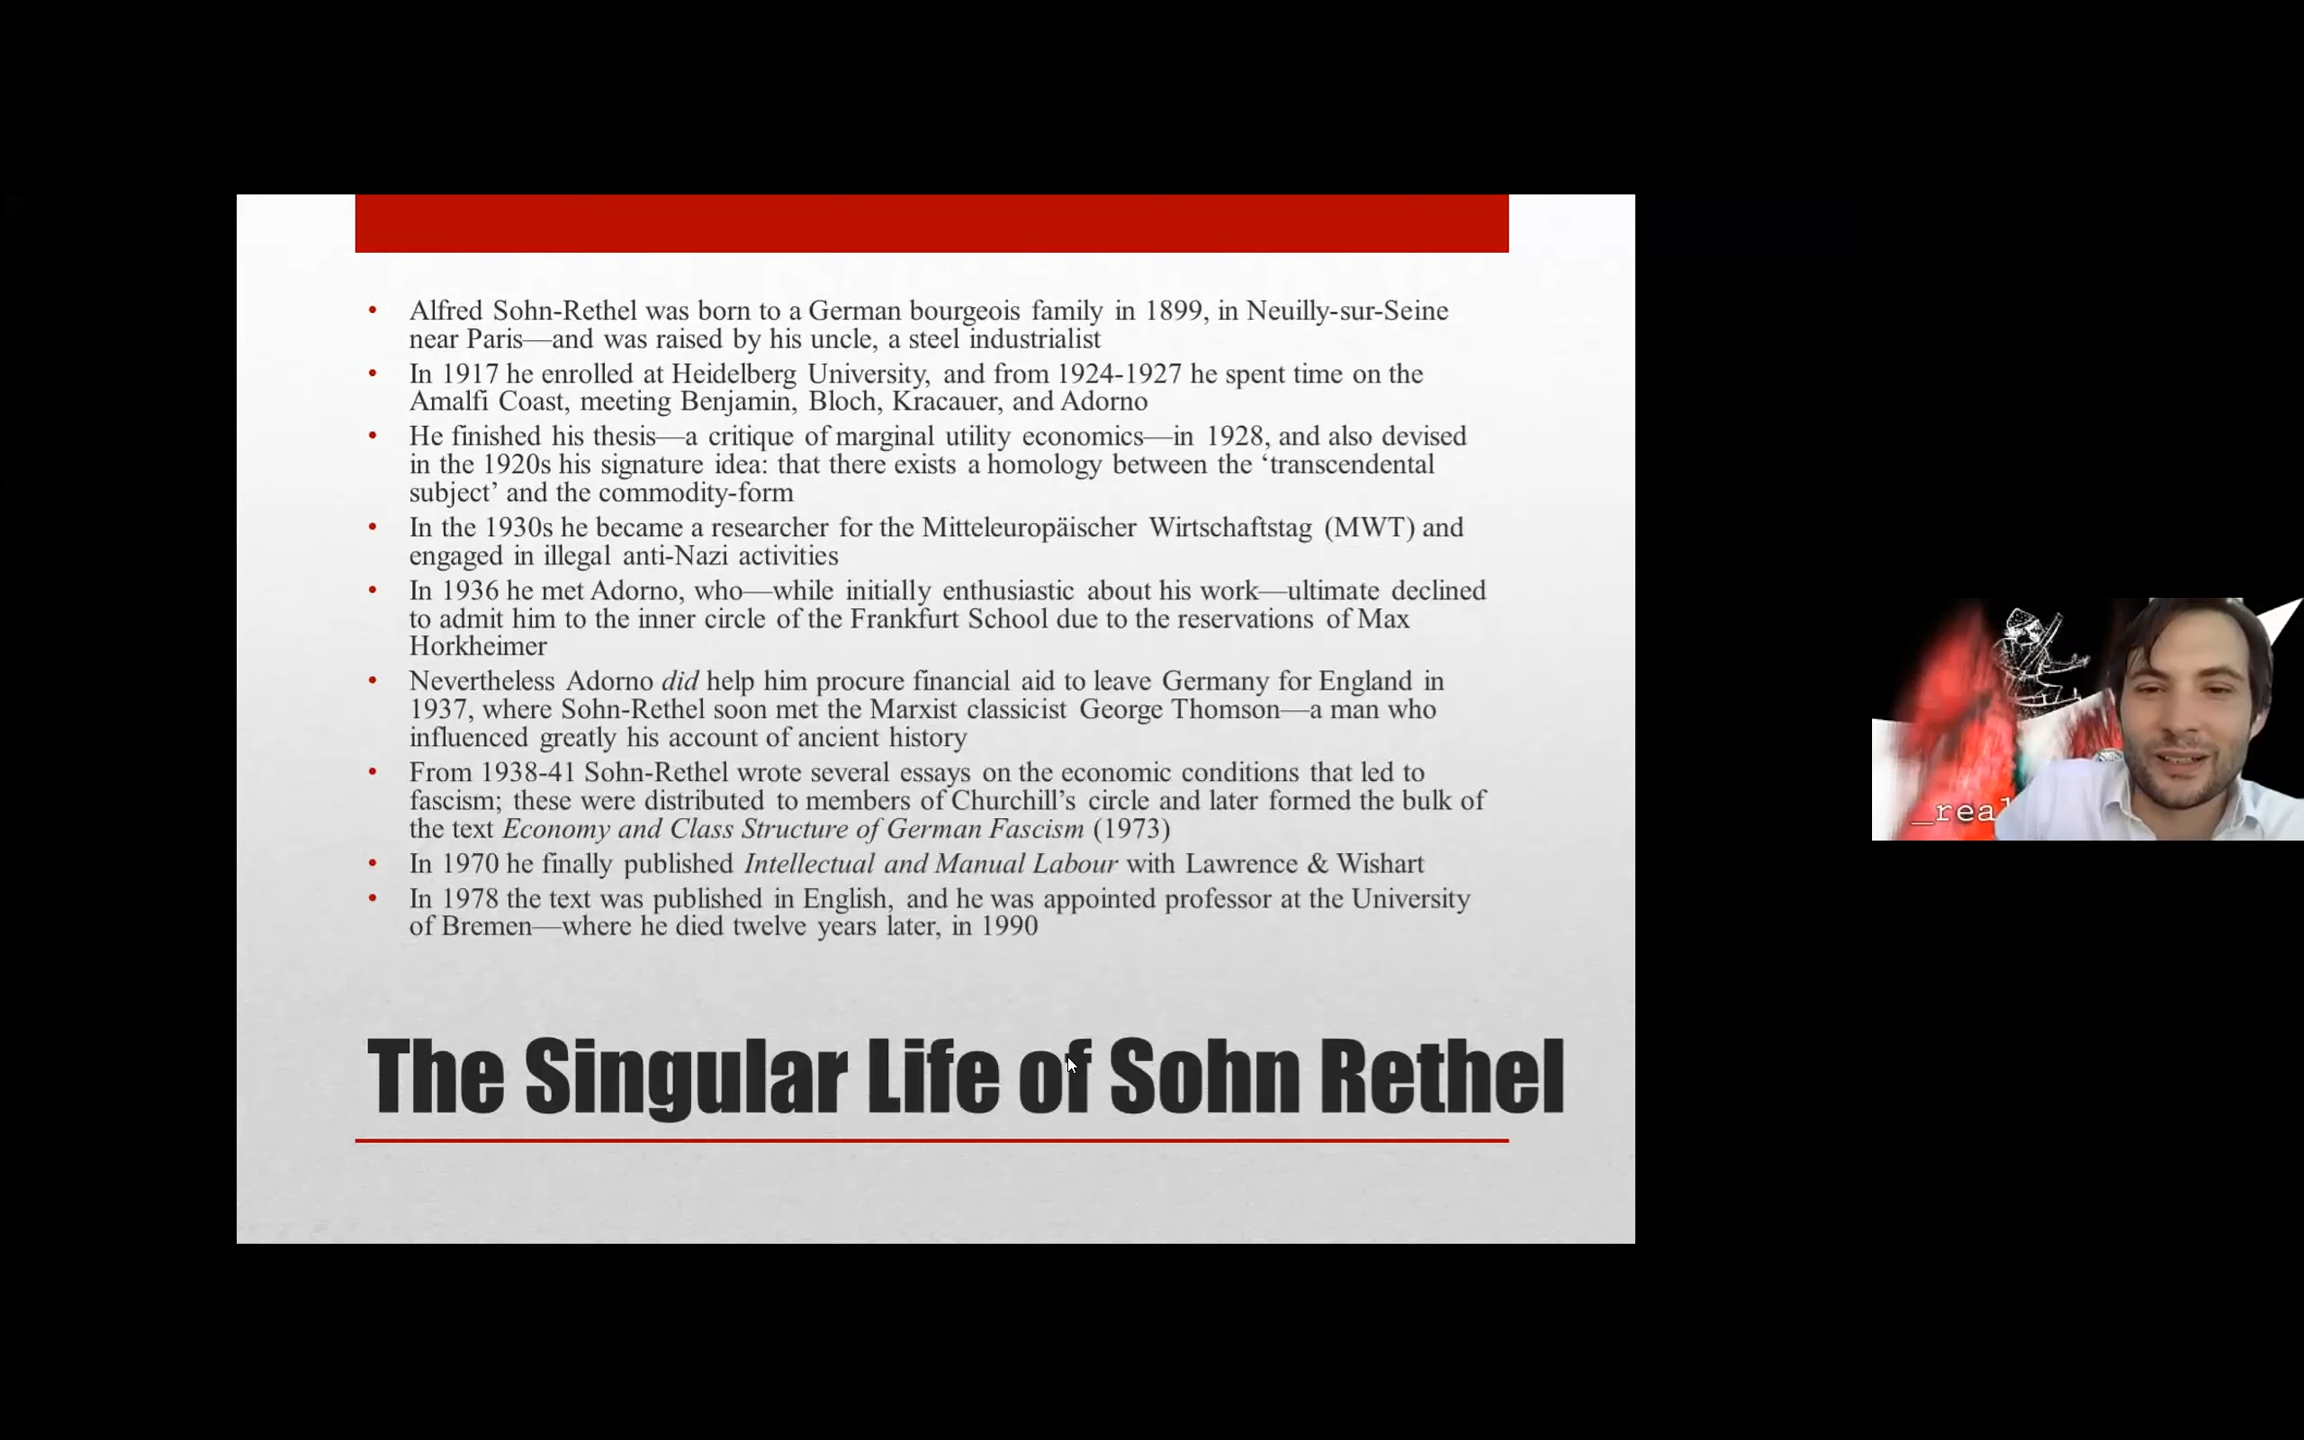 • Alfred Sohn-Rethel was born to a German bourgeois family in 1899, in Neuilly-sur-Seine
near Paris—and was raised by his uncle, a steel industrialist
• In 1917 he enrolled at Heidelberg University, and from 1924-1927 he spent time on the
Amalfi Coast, meeting Benjamin, Bloch, Kracauer, and Adorno
• He finished his thesis—a critique of marginal utility economics—in 1928, and also devised
in the 1920s his signature idea: that there exists a homology between the ‘transcendental
subject’ and the commodity-form
• In the 1930s he became a researcher for the Mitteleuropäischer Wirtschaftstag (MWT) and
engaged in illegal anti-Nazi activities
• In 1936 he met Adorno, who—while initially enthusiastic about his work—ultimate declined
to admit him to the inner circle of the Frankfurt School due to the reservations of Max
Horkheimer
• Nevertheless Adorno did help him procure financial aid to leave Germany for England in
1937, where Sohn-Rethel soon met the Marxist classicist George Thomson—a man who
influenced greatly his account of ancient history
• From 1938-41 Sohn-Rethel wrote several essays on the economic conditions that led to
fascism; these were distributed to members of Churchill’s circle and later formed the bulk of
the text Economy and Class Structure of German Fascism (1973)
• In 1970 he finally published Intellectual and Manual Labour with Lawrence & Wishart
• In 1978 the text was published in English, and he was appointed professor at the University
of Bremen—where he died twelve years later, in 1990
The Singular Life of Sohn Rethel
_real